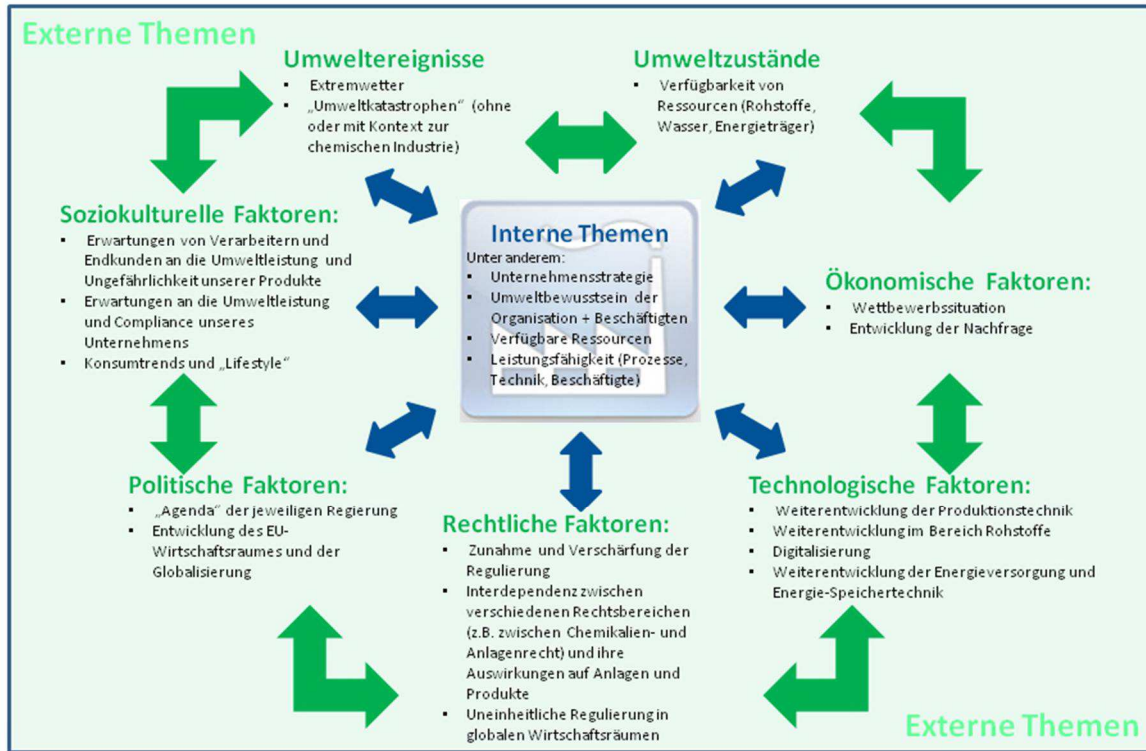 Externe Themen
Umweltereignisse
▪ Extremwetter
▪ „Umweltkatastrophen“ (ohne
oder mit Kontext zur
chemischen Industrie)
Umweltzustände
▪ Verfügbarkeit von
Ressourcen (Rohstoffe,
Wasser, Energieträger)
Soziokulturelle Faktoren:
▪ Erwartungen von Verarbeitern und
Endkunden an die Umweltleistung und
Ungefährlichkeit unserer Produkte
▪ Erwartungen an die Umweltleistung
und Compliance unseres
Unternehmens
▪ Konsumtrends und „Lifestyle“
Interne Themen
Unter anderem:
▪ Unternehmensstrategie
▪ Umweltbewusstsein der
Organisation + Beschäftigten
▪ Verfügbare Ressourcen
▪ Leistungsfähigkeit (Prozesse,
Technik, Beschäftigte)
Ökonomische Faktoren:
▪ Wettbewerbssituation
▪ Entwicklung der Nachfrage
Politische Faktoren:
▪ „Agenda“ der jeweiligen Regierung
▪ Entwicklung des EU-
Wirtschaftsraumes und der
Globalisierung
Rechtliche Faktoren:
▪ Zunahme und Verschärfung der
Regulierung
▪ Interdependenz zwischen
verschiedenen Rechtsbereichen
(z.B. zwischen Chemikalien- und
Anlagenrecht) und ihre
Auswirkungen auf Anlagen und
Produkte
▪ Uneinheitliche Regulierung in
globalen Wirtschaftsräumen
Technologische Faktoren:
▪ Weiterentwicklung der Produktionstechnik
▪ Weiterentwicklung im Bereich Rohstoffe
▪ Digitalisierung
▪ Weiterentwicklung der Energieversorgung und
Energie-Speichertechnik
Externe Themen